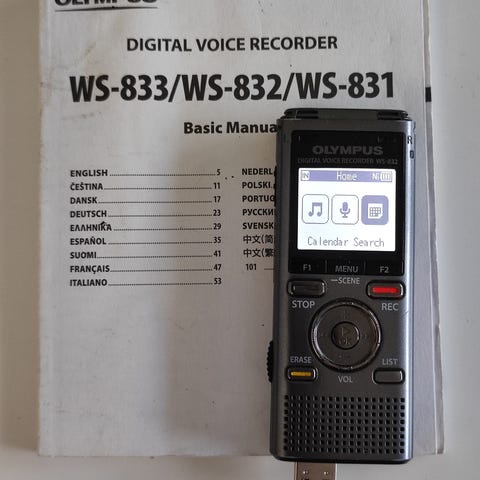 OLYMPUS
DIGITAL VOICE RECORDER
WS-833/WS-832/WS-831
Basic Manua
ENGLISH 5
ČEŠTINA 11
DANSK 17
DEUTSCH 23
ΕΛΛΗΝΙΚΑ 29
ESPAÑOL 35
SUOMI 41
FRANÇAIS 47
ITALIANO 53
NEDERL
POLSKI
PORTUG
РУССКИ
SVENSK
中文(简
中文(繁
101
R
OLYMPUS
DIGITAL VOICE RECORDER WS-832
Home
Calendar Search
F1 MENU F2
SCENE
STOP REC
ERASE LIST
VOL